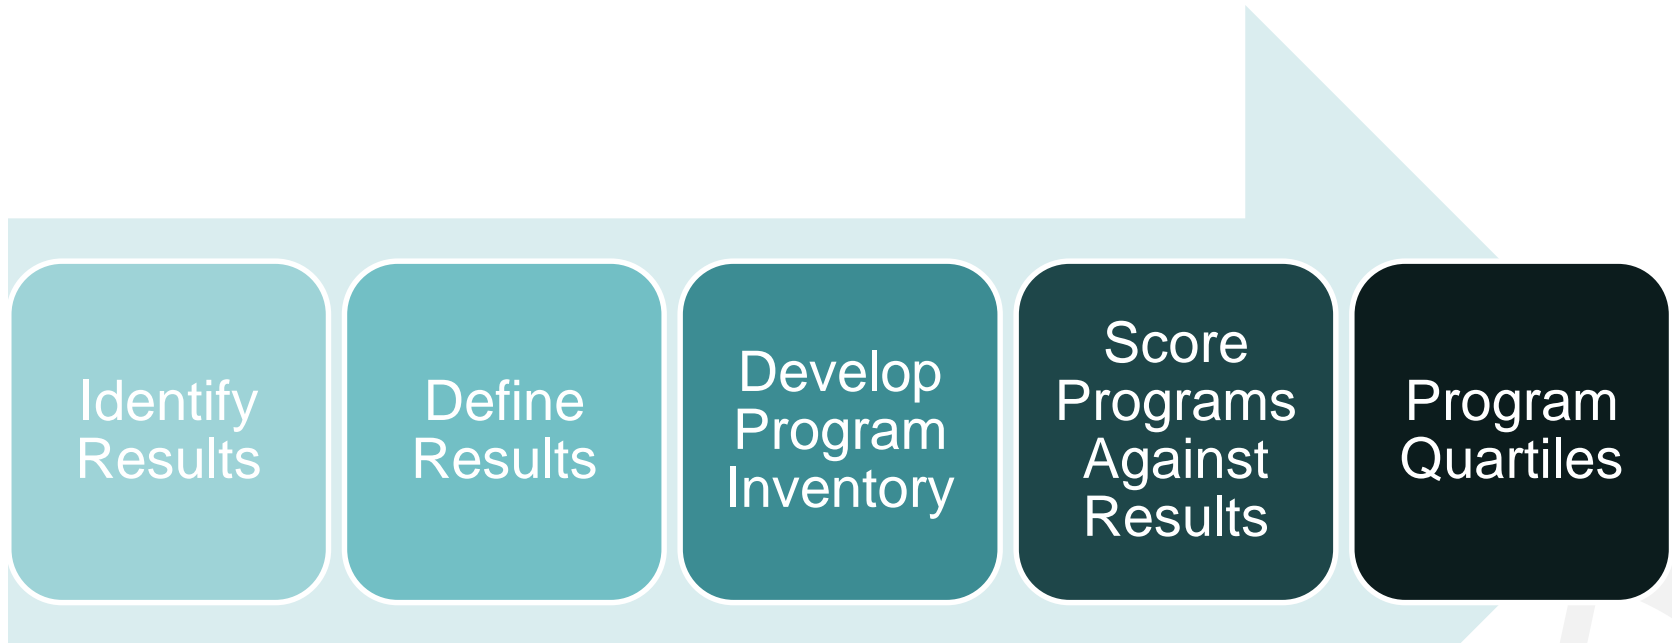 Identify
Results
Define
Results
Develop
Program
Inventory
Score
Programs
Against
Results
Program
Quartiles